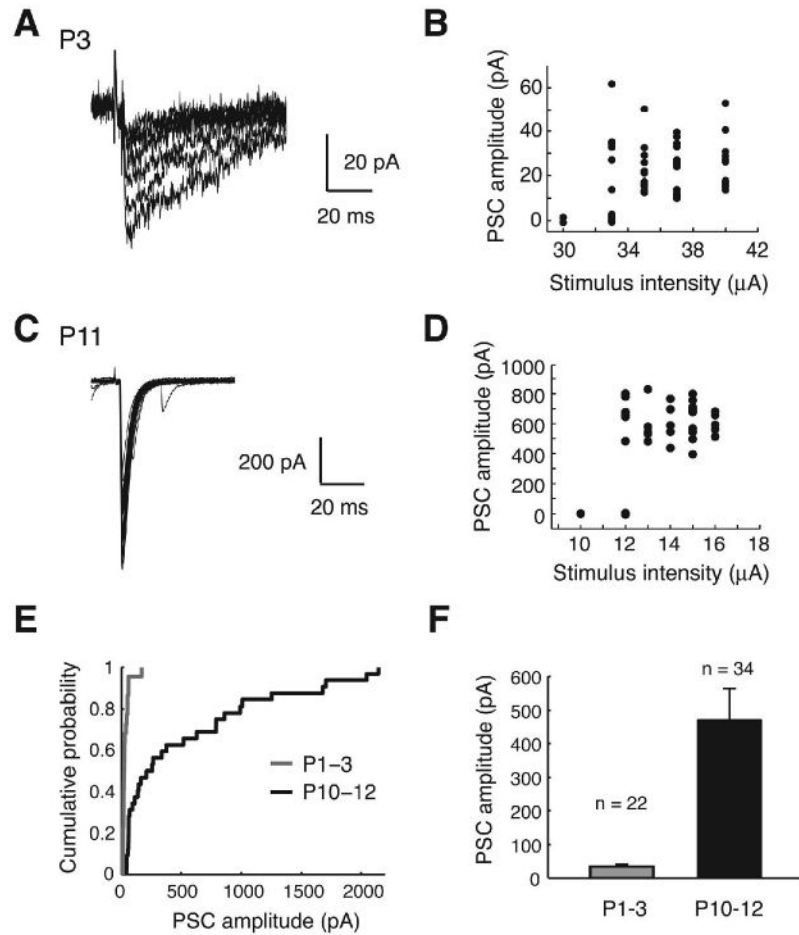 A
P3
20 pA
20 ms
B
PSC amplitude (pA)
60
40
20
0
30
34
38
42
Stimulus intensity (μA)
C
P11
200 pA
20 ms
D
PSC amplitude (pA)
1000
800
600
400
200
0
10
12
14
16
18
Stimulus intensity (μA)
E
Cumulative probability
1
0.8
0.6
0.4
0.2
0
P1–3
P10–12
0
500
1000
1500
2000
PSC amplitude (pA)
F
PSC amplitude (pA)
600
500
400
300
200
100
0
n = 22
n = 34
P1-3
P10-12